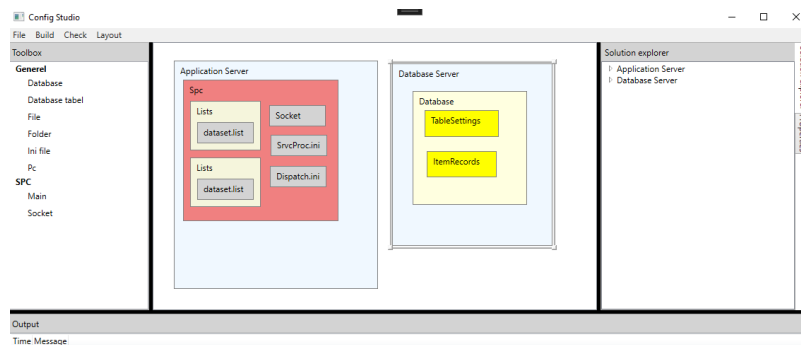 Config Studio
File Build Check Layout
Toolbox
Generel
Database
Database tabel
File
Folder
Ini file
Pc
SPC
Main
Socket
Application Server
Spc
Lists
dataset.list
Socket
SrvcProc.ini
Lists
dataset.list
Dispatch.ini
Database Server
Database
TableSettings
ItemRecords
Solution explorer
Application Server
Database Server
Output
Time Message